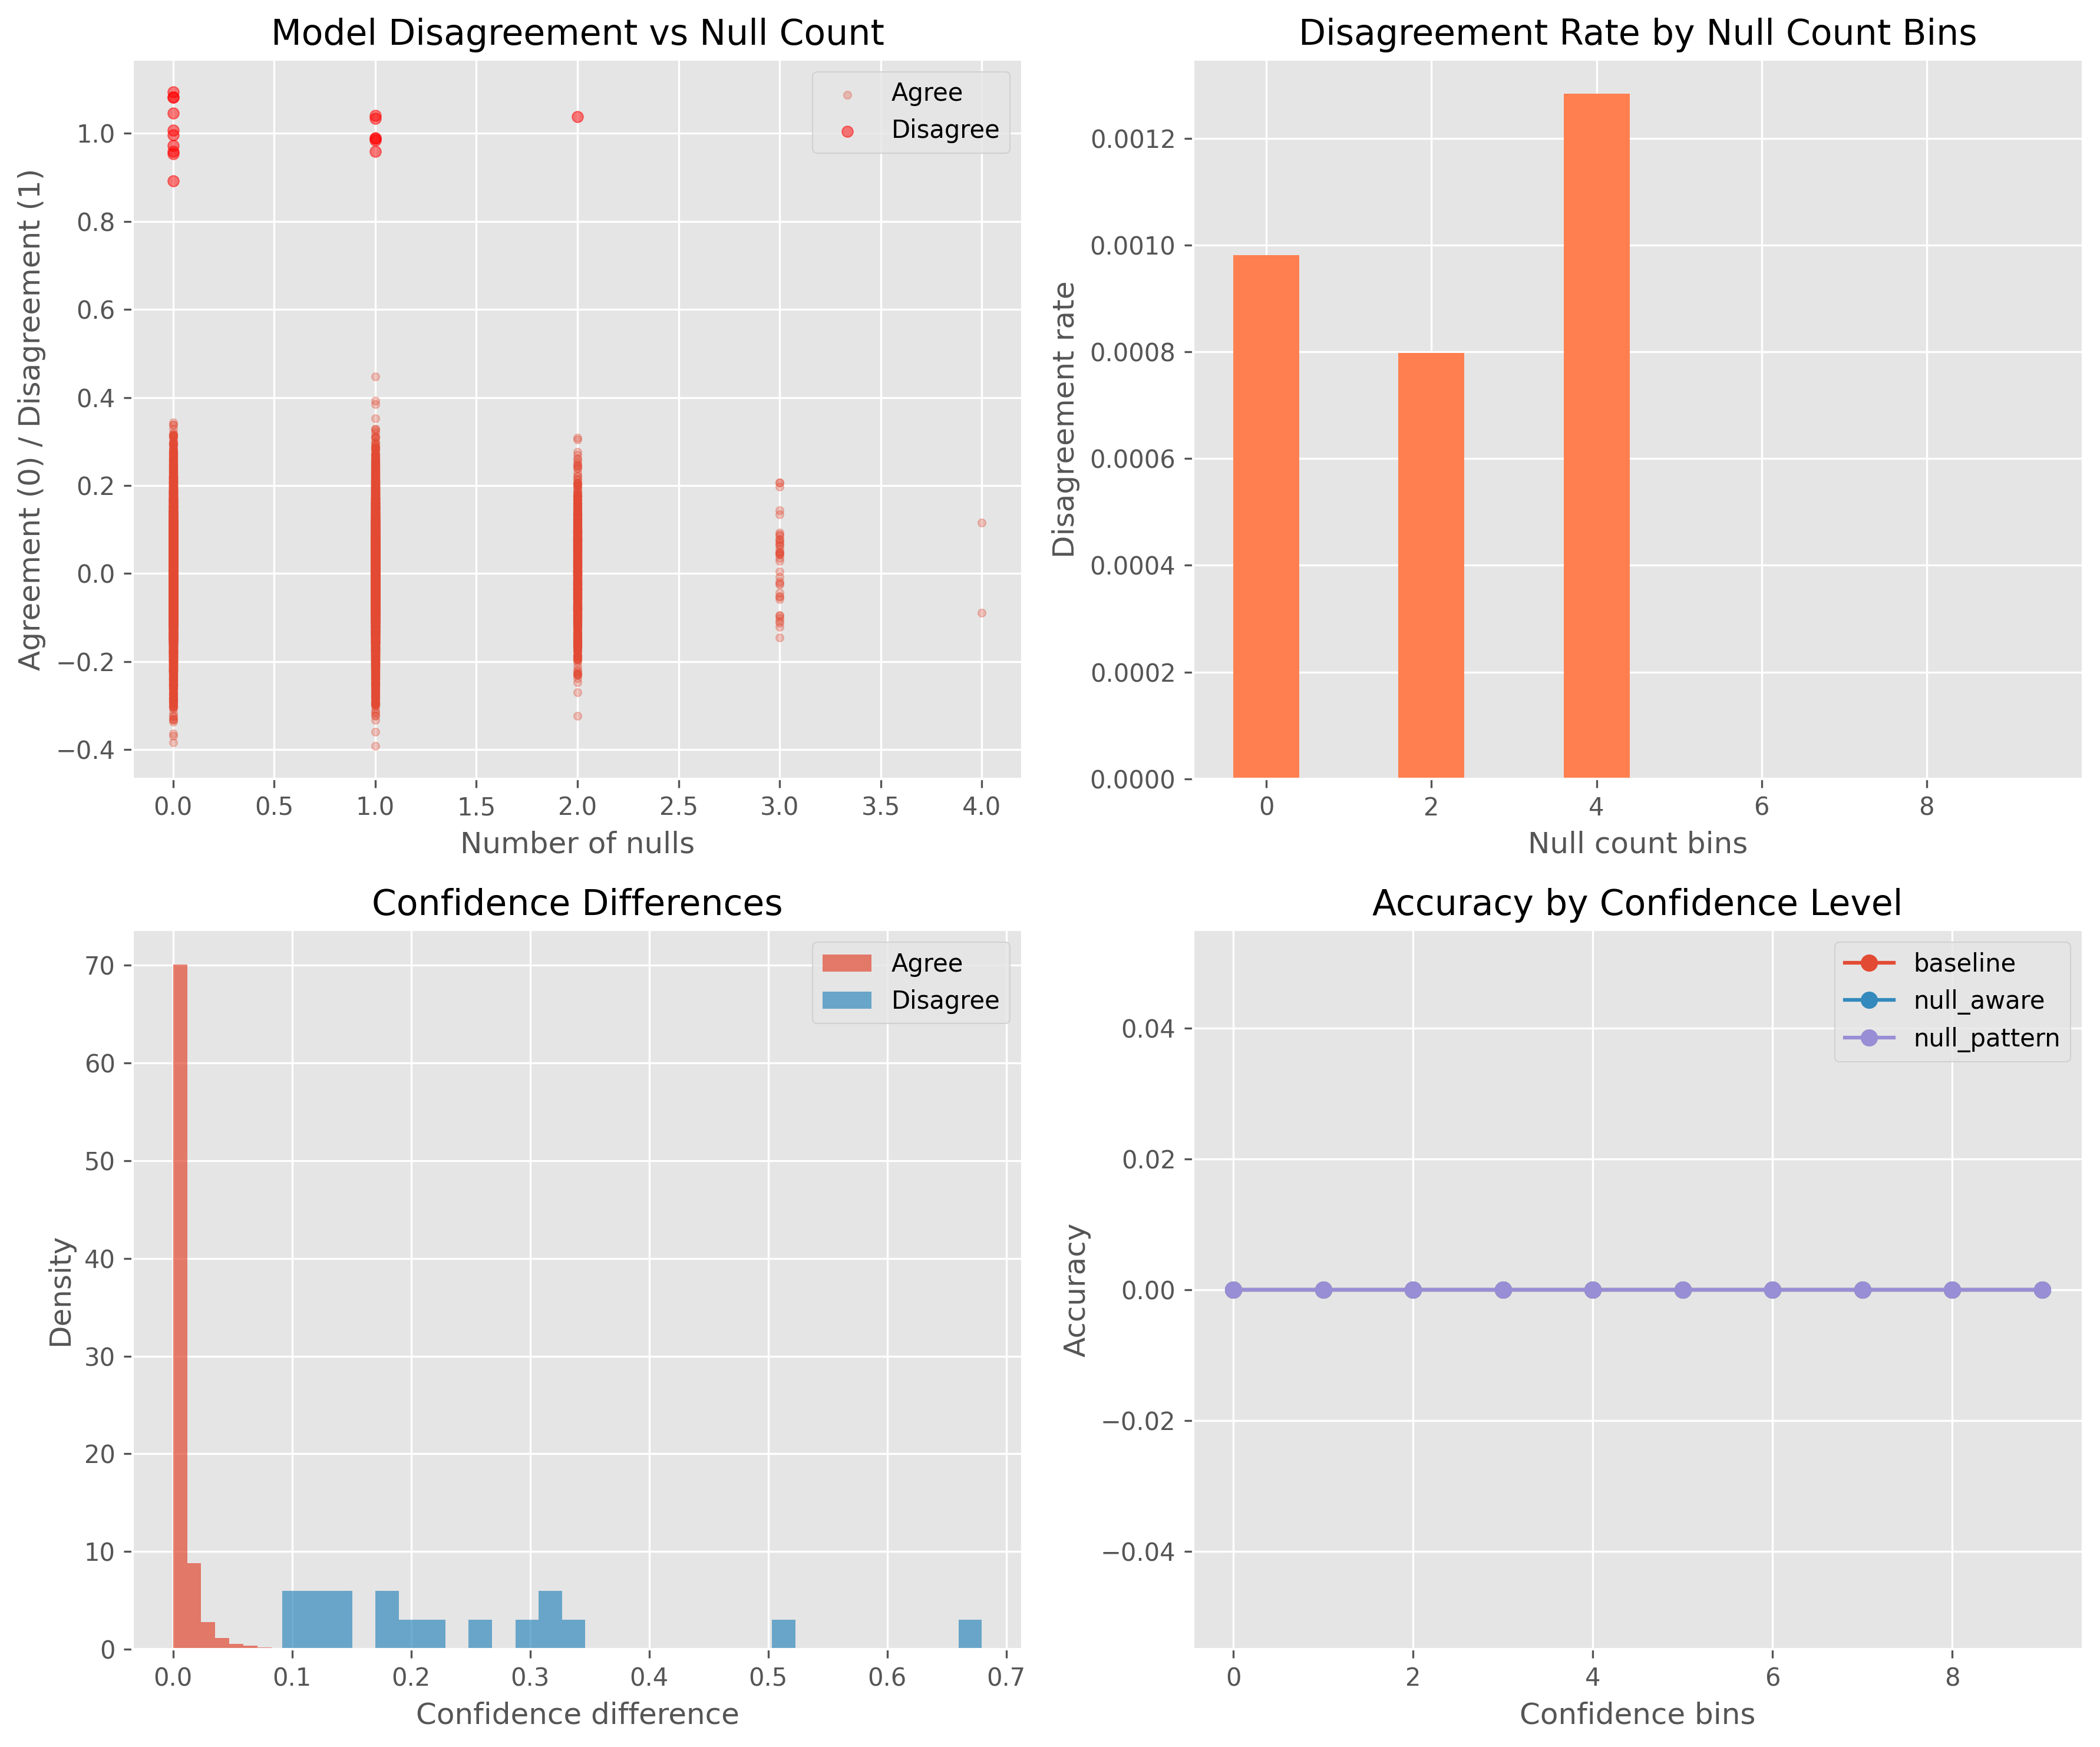 Model Disagreement vs Null Count
Agreement (0) / Disagreement (1)
1.0
0.8
0.6
0.4
0.2
0.0
−0.2
−0.4
Agree
Disagree
0.0 0.5 1.0 1.5 2.0 2.5 3.0 3.5 4.0
Number of nulls
Disagreement Rate by Null Count Bins
Disagreement rate
0.0012
0.0010
0.0008
0.0006
0.0004
0.0002
0.0000
0 2 4 6 8
Null count bins
Confidence Differences
Density
70
60
50
40
30
20
10
0
Agree
Disagree
0.0 0.1 0.2 0.3 0.4 0.5 0.6 0.7
Confidence difference
Accuracy by Confidence Level
Accuracy
0.04
0.02
0.00
−0.02
−0.04
baseline
null_aware
null_pattern
0 2 4 6 8
Confidence bins